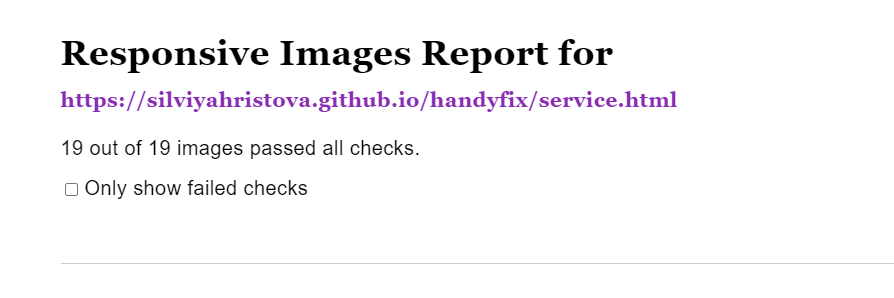 Responsive Images Report for
https://silviyahristova.github.io/handyfix/service.html
19 out of 19 images passed all checks.
Only show failed checks